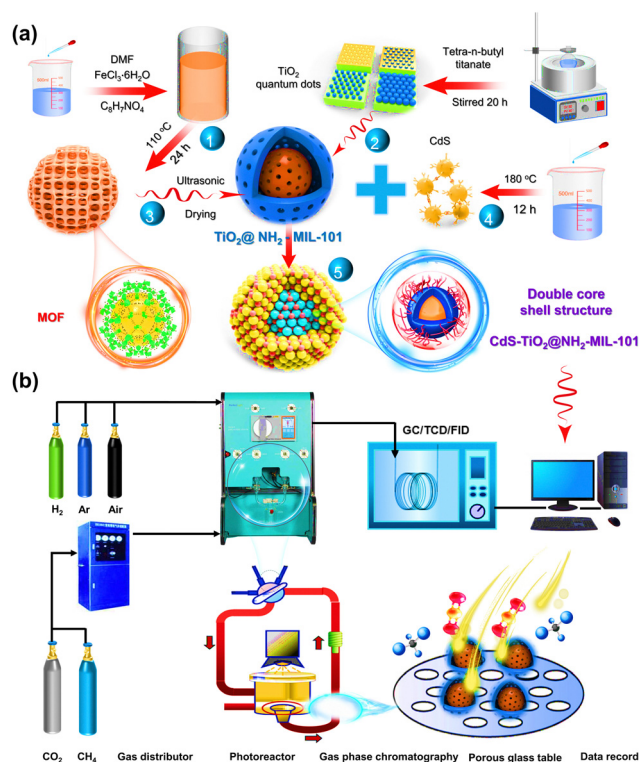 (a)
DMF
FeCl₃·6H₂O
C₈H₇NO₄
TiO₂
quantum dots
Tetra-n-butyl
titanate
Stirred 20 h
110 °C
24 h
1
2
CdS
180 °C
12 h
500ml
3
Ultrasonic
Drying
4
TiO₂@ NH₂ - MIL-101
5
MOF
Double core
shell structure
CdS-TiO₂@NH₂-MIL-101
(b)
GC/TCD/FID
H₂ Ar Air
CO₂ CH₄ Gas distributor Photoreactor Gas phase chromatography Porous glass table Data record